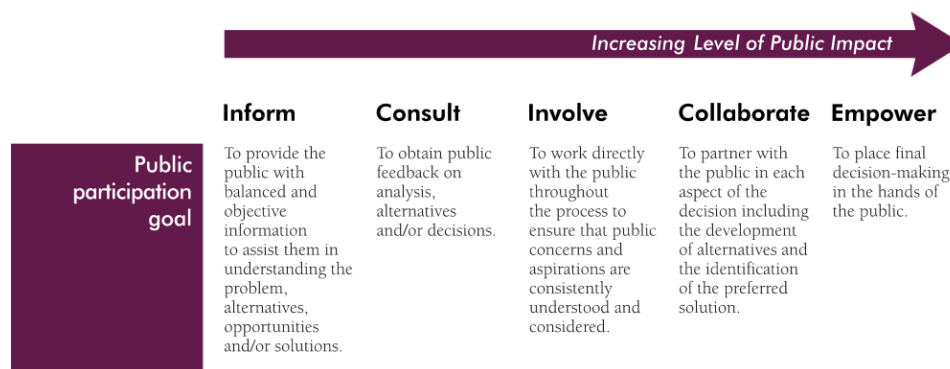 Increasing Level of Public Impact
Inform
Consult
Involve
Collaborate
Empower
Public
participation
goal
To provide the
public with
balanced and
objective
information
to assist them in
understanding the
problem,
alternatives,
opportunities
and/or solutions.
To obtain public
feedback on
analysis,
alternatives
and/or decisions.
To work directly
with the public
throughout
the process to
ensure that public
concerns and
aspirations are
consistently
understood and
considered.
To partner with
the public in each
aspect of the
decision including
the development
of alternatives and
the identification
of the preferred
solution.
To place final
decision-making
in the hands of
the public.